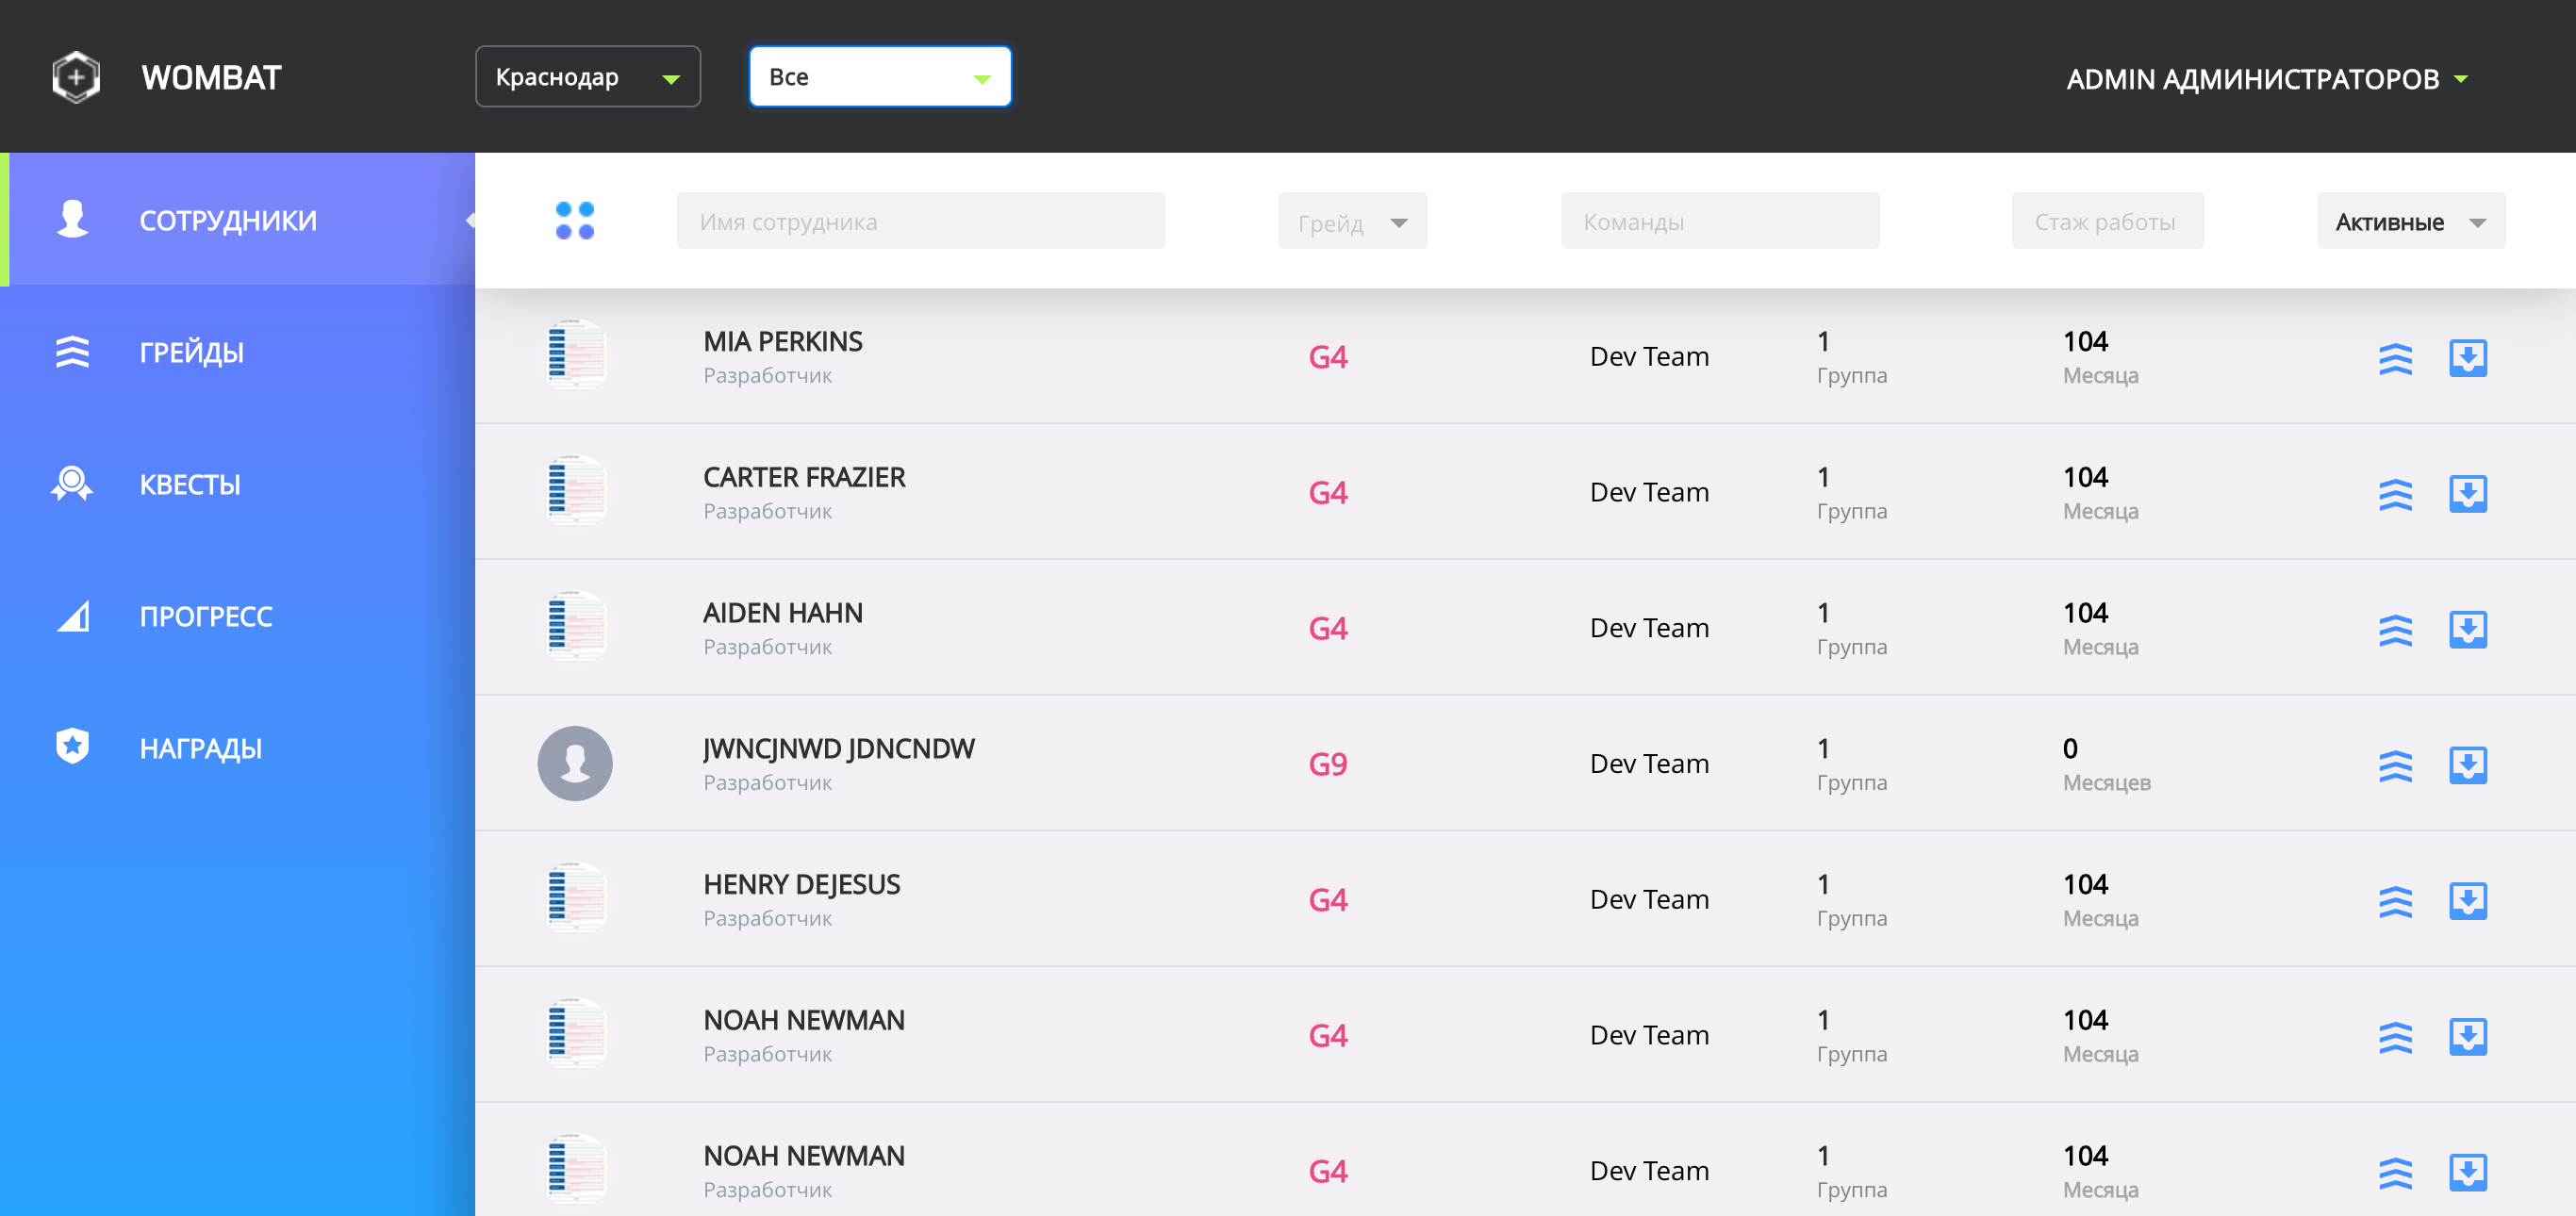 WOMBAT
Краснодар
Все
ADMIN АДМИНИСТРАТОРОВ
СОТРУДНИКИ
ГРЕЙДЫ
КВЕСТЫ
ПРОГРЕСС
НАГРАДЫ
Имя сотрудника
Грейд
Команды
Стаж работы
Активные
MIA PERKINS
Разработчик
G4
Dev Team
1
Группа
104
Месяца
CARTER FRAZIER
Разработчик
G4
Dev Team
1
Группа
104
Месяца
AIDEN HAHN
Разработчик
G4
Dev Team
1
Группа
104
Месяца
JWNCJNWD JDNCNDW
Разработчик
G9
Dev Team
1
Группа
0
Месяцев
HENRY DEJESUS
Разработчик
G4
Dev Team
1
Группа
104
Месяца
NOAH NEWMAN
Разработчик
G4
Dev Team
1
Группа
104
Месяца
NOAH NEWMAN
Разработчик
G4
Dev Team
1
Группа
104
Месяца